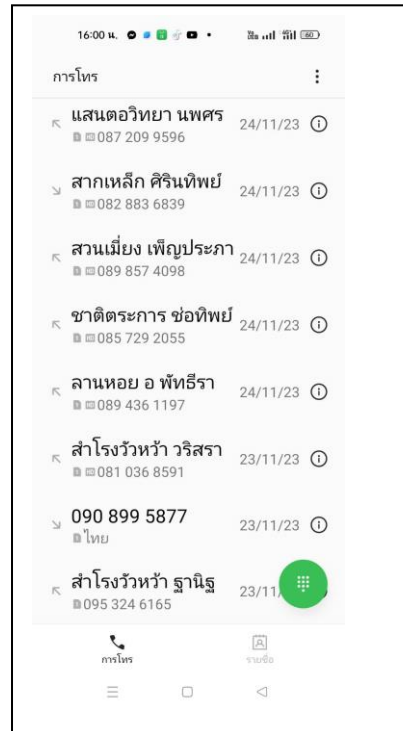 16:00 น.
60
การโทร
แสนตอวิทยา นพศร
24/11/23
087 209 9596
สากเหล็ก ศิรินทิพย์
24/11/23
082 883 6839
สวนเมี่ยง เพ็ญประภา
24/11/23
089 857 4098
ชาติตระการ ช่อทิพย์
24/11/23
085 729 2055
ลานหอย อ พัทธีรา
24/11/23
089 436 1197
สำโรงวัวหว้า วริสรา
23/11/23
081 036 8591
090 899 5877
23/11/23
ไทย
สำโรงวัวหว้า ฐานิฐ
23/11/
095 324 6165
การโทร
รายชื่อ